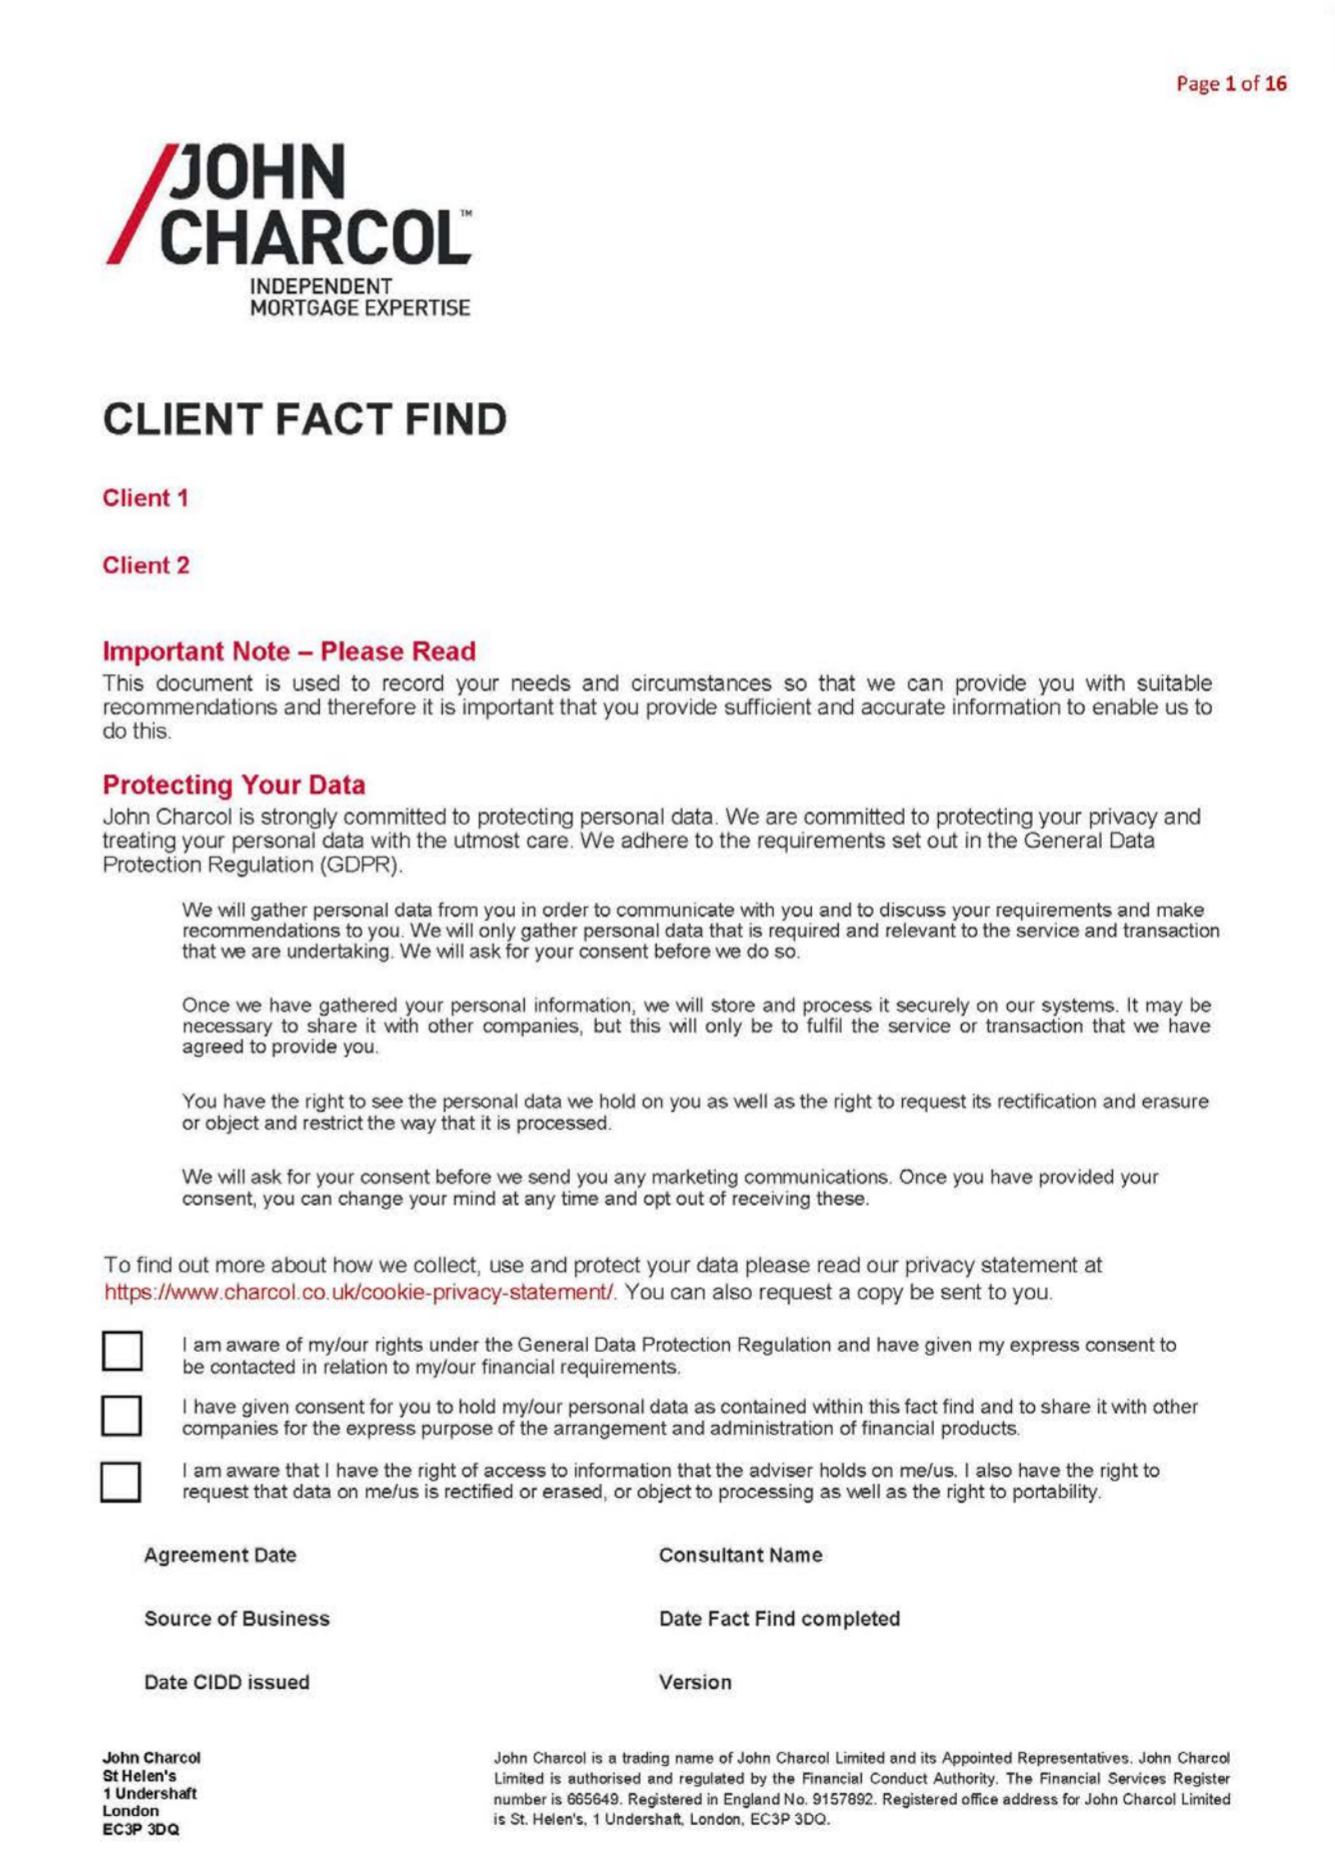 Page 1 of 16
JOHN
CHARCOL™
INDEPENDENT
MORTGAGE EXPERTISE
CLIENT FACT FIND
Client 1
Client 2
Important Note – Please Read
This document is used to record your needs and circumstances so that we can provide you with suitable
recommendations and therefore it is important that you provide sufficient and accurate information to enable us to
do this.
Protecting Your Data
John Charcol is strongly committed to protecting personal data. We are committed to protecting your privacy and
treating your personal data with the utmost care. We adhere to the requirements set out in the General Data
Protection Regulation (GDPR).
We will gather personal data from you in order to communicate with you and to discuss your requirements and make
recommendations to you. We will only gather personal data that is required and relevant to the service and transaction
that we are undertaking. We will ask for your consent before we do so.
Once we have gathered your personal information, we will store and process it securely on our systems. It may be
necessary to share it with other companies, but this will only be to fulfil the service or transaction that we have
agreed to provide you.
You have the right to see the personal data we hold on you as well as the right to request its rectification and erasure
or object and restrict the way that it is processed.
We will ask for your consent before we send you any marketing communications. Once you have provided your
consent, you can change your mind at any time and opt out of receiving these.
To find out more about how we collect, use and protect your data please read our privacy statement at
https://www.charcol.co.uk/cookie-privacy-statement/. You can also request a copy be sent to you.
I am aware of my/our rights under the General Data Protection Regulation and have given my express consent to
be contacted in relation to my/our financial requirements.
I have given consent for you to hold my/our personal data as contained within this fact find and to share it with other
companies for the express purpose of the arrangement and administration of financial products.
I am aware that I have the right of access to information that the adviser holds on me/us. I also have the right to
request that data on me/us is rectified or erased, or object to processing as well as the right to portability.
Agreement Date
Consultant Name
Source of Business
Date Fact Find completed
Date CIDD issued
Version
John Charcol
St Helen's
1 Undershaft
London
EC3P 3DQ
John Charcol is a trading name of John Charcol Limited and its Appointed Representatives. John Charcol
Limited is authorised and regulated by the Financial Conduct Authority. The Financial Services Register
number is 665649. Registered in England No. 9157892. Registered office address for John Charcol Limited
is St. Helen's, 1 Undershaft, London, EC3P 3DQ.